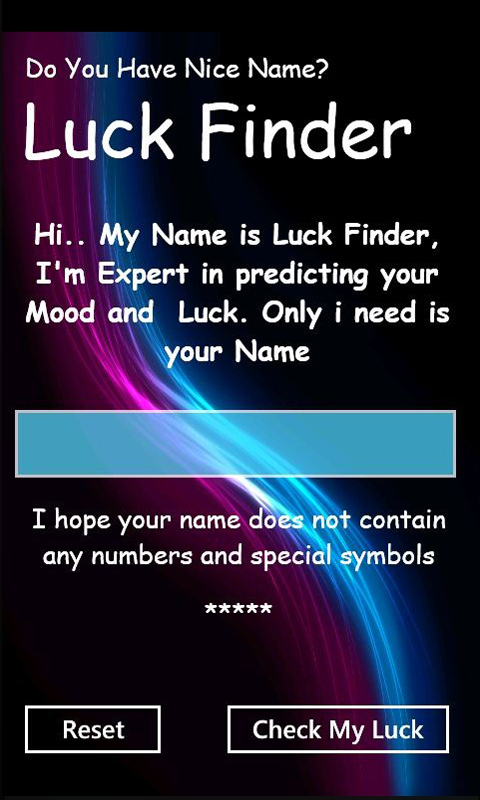 Do You Have Nice Name?
Luck Finder
Hi.. My Name is Luck Finder,
I'm Expert in predicting your
Mood and  Luck. Only i need is
your Name
I hope your name does not contain
any numbers and special symbols
*****
Reset
Check My Luck